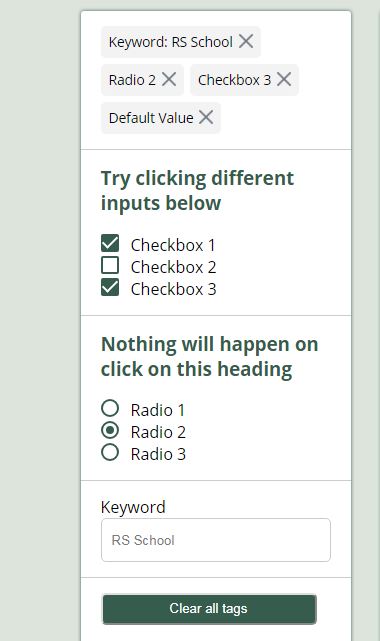 Keyword: RS School
Radio 2 Checkbox 3
Default Value
Try clicking different
inputs below
Checkbox 1
Checkbox 2
Checkbox 3
Nothing will happen on
click on this heading
Radio 1
Radio 2
Radio 3
Keyword
RS School
Clear all tags